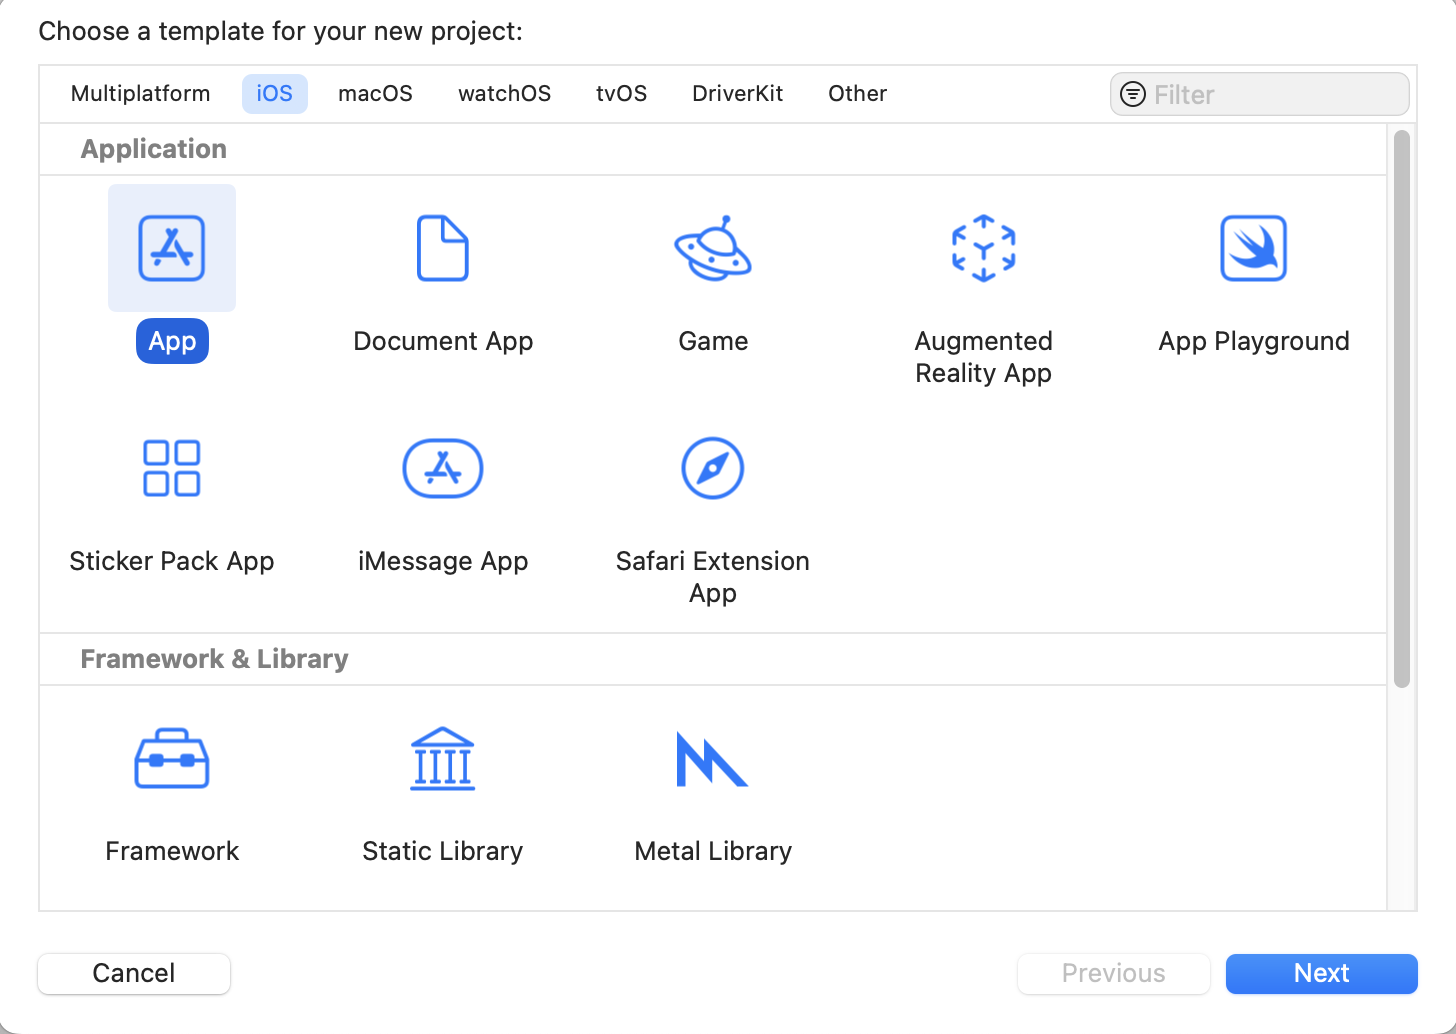 Choose a template for your new project:
Multiplatform iOS macOS watchOS tvOS DriverKit Other Filter
Application
App Document App Game Augmented Reality App App Playground
Sticker Pack App iMessage App Safari Extension App
Framework & Library
Framework Static Library Metal Library
Cancel Previous Next